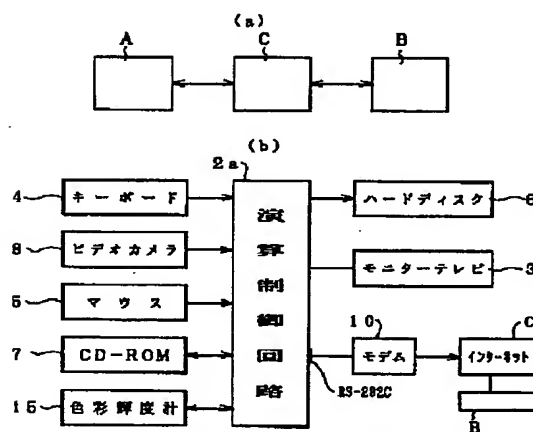 (a)
A
C
B
(b)
2a
4
キーボード
8
ビデオカメラ
5
マウス
7
CD-ROM
15
色彩輝度計
演算制御回路
ハードディスク
6
モニターテレビ
3
10
モデム
RS-232C
C
インターネット
B